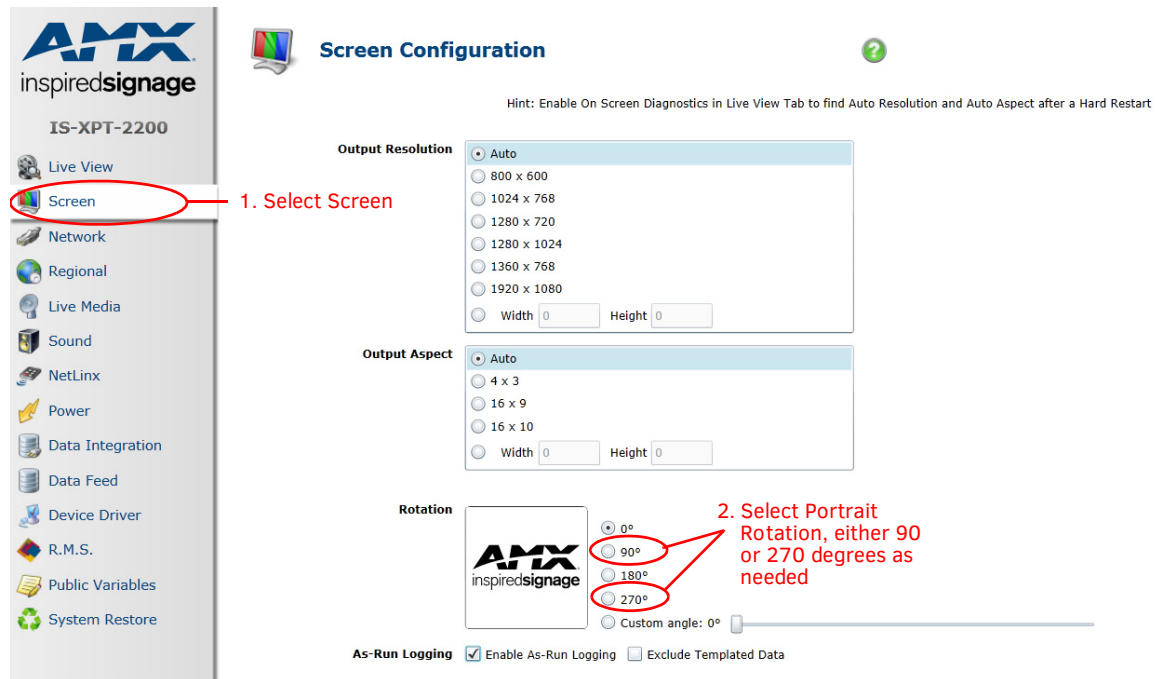 AMX
inspiredsignage
IS-XPT-2200
Live View
Screen
Network
Regional
Live Media
Sound
NetLinx
Power
Data Integration
Data Feed
Device Driver
R.M.S.
Public Variables
System Restore
1. Select Screen
Screen Configuration
?
Hint: Enable On Screen Diagnostics in Live View Tab to find Auto Resolution and Auto Aspect after a Hard Restart
Output Resolution
Auto
800 x 600
1024 x 768
1280 x 720
1280 x 1024
1360 x 768
1920 x 1080
Width 0 Height 0
Output Aspect
Auto
4 x 3
16 x 9
16 x 10
Width 0 Height 0
Rotation
AMX
inspiredsignage
0°
90°
180°
270°
Custom angle: 0°
2. Select Portrait
Rotation, either 90
or 270 degrees as
needed
As-Run Logging Enable As-Run Logging Exclude Templated Data